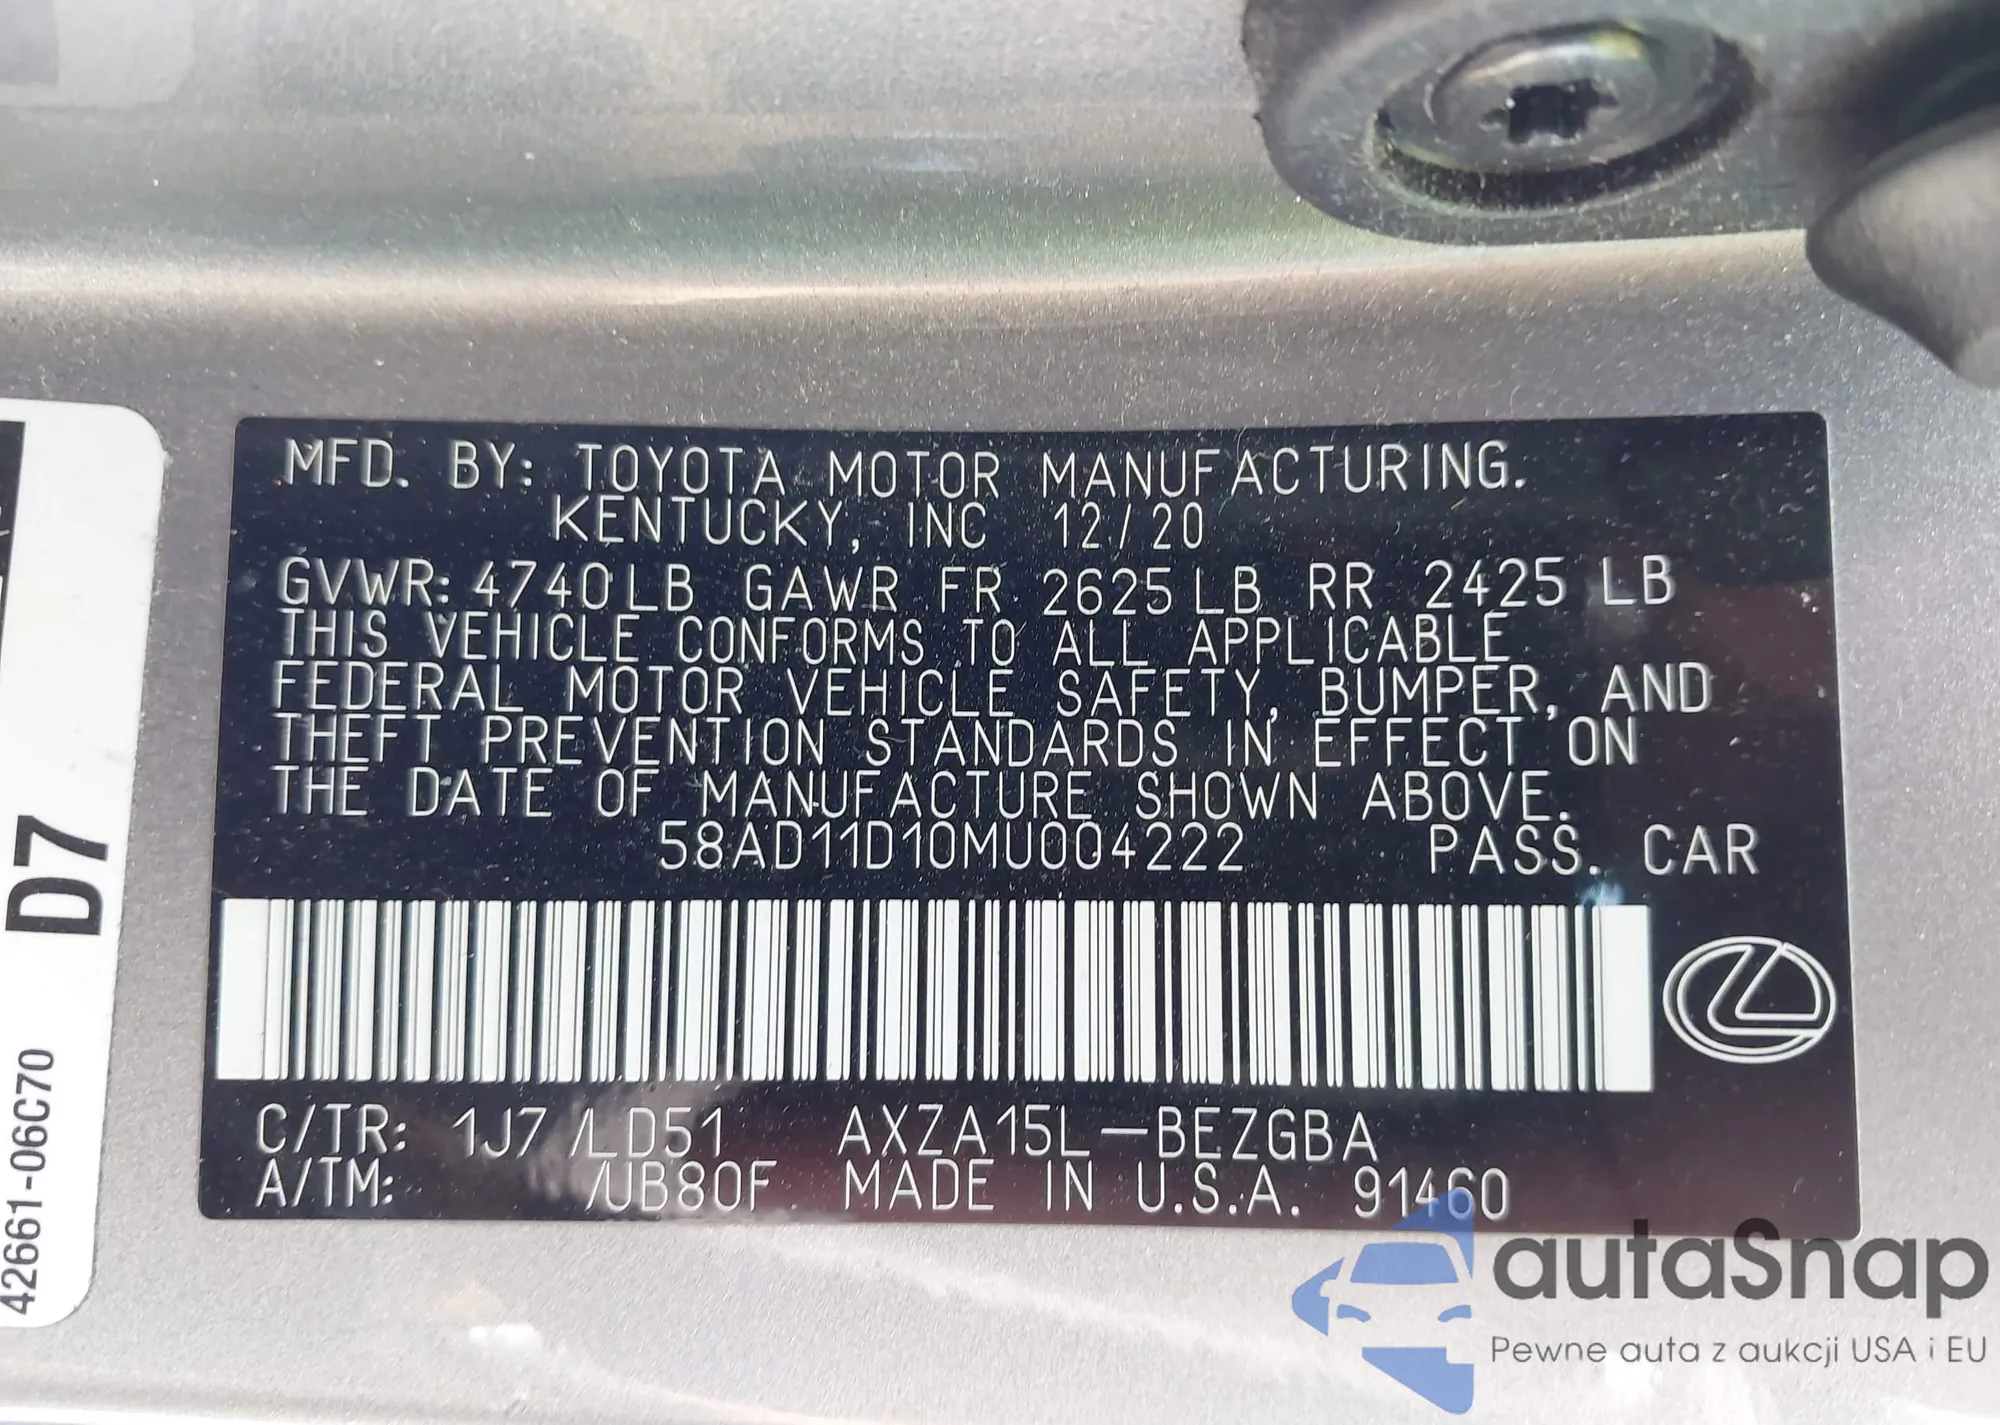 MFD. BY: TOYOTA MOTOR MANUFACTURING.
KENTUCKY, INC 12/20
GVWR: 4740LB GAWR FR 2625LB RR 2425 LB
THIS VEHICLE CONFORMS TO ALL APPLICABLE
FEDERAL MOTOR VEHICLE SAFETY, BUMPER, AND
THEFT PREVENTION STANDARDS IN EFFECT ON
THE DATE OF MANUFACTURE SHOWN ABOVE.
58AD11D10MU004222 PASS. CAR
C/TR: 1J7 /LD51 AXZA15L-BEZGBA
A/TM: /UB80F MADE IN U.S.A. 91460
D7
42661-06C70
autaSnap
Pewne auta z aukcji USA i EU